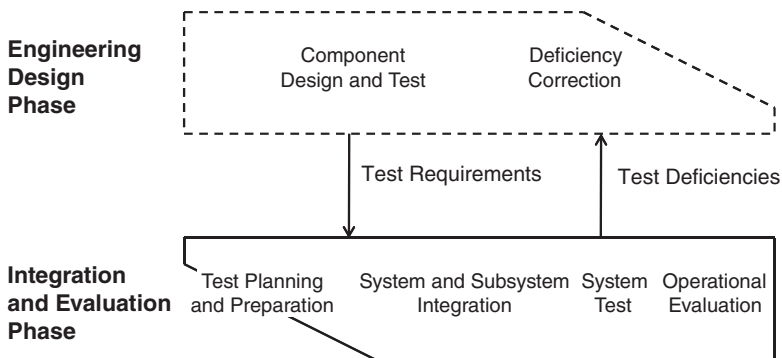 Engineering
Design
Phase
Component
Design and Test
Deficiency
Correction
Test Requirements
Test Deficiencies
Integration
and Evaluation
Phase
Test Planning
and Preparation
System and Subsystem
Integration
System
Test
Operational
Evaluation